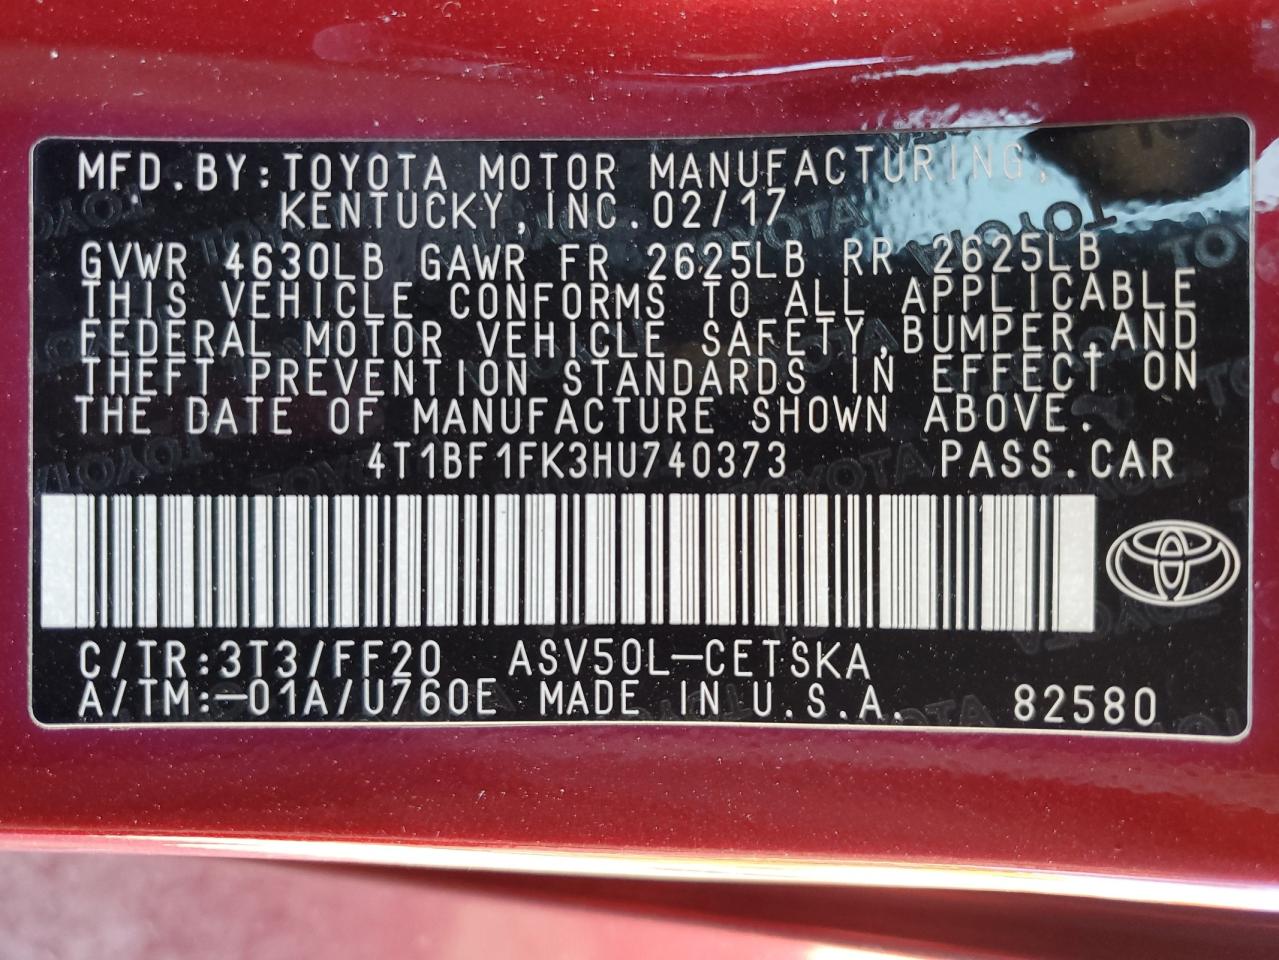 MFD.BY:TOYOTA MOTOR MANUFACTURING,
KENTUCKY,INC.02/17
GVWR 4630LB GAWR FR 2625LB RR 2625LB
THIS VEHICLE CONFORMS TO ALL APPLICABLE
FEDERAL MOTOR VEHICLE SAFETY,BUMPER,AND
THEFT PREVENTION STANDARDS IN EFFECT ON
THE DATE OF MANUFACTURE SHOWN ABOVE.
4T1BF1FK3HU740373 PASS.CAR
C/TR:3T3/FF20 ASV50L-CETSKA
A/TM:-01A/U760E MADE IN U.S.A. 82580